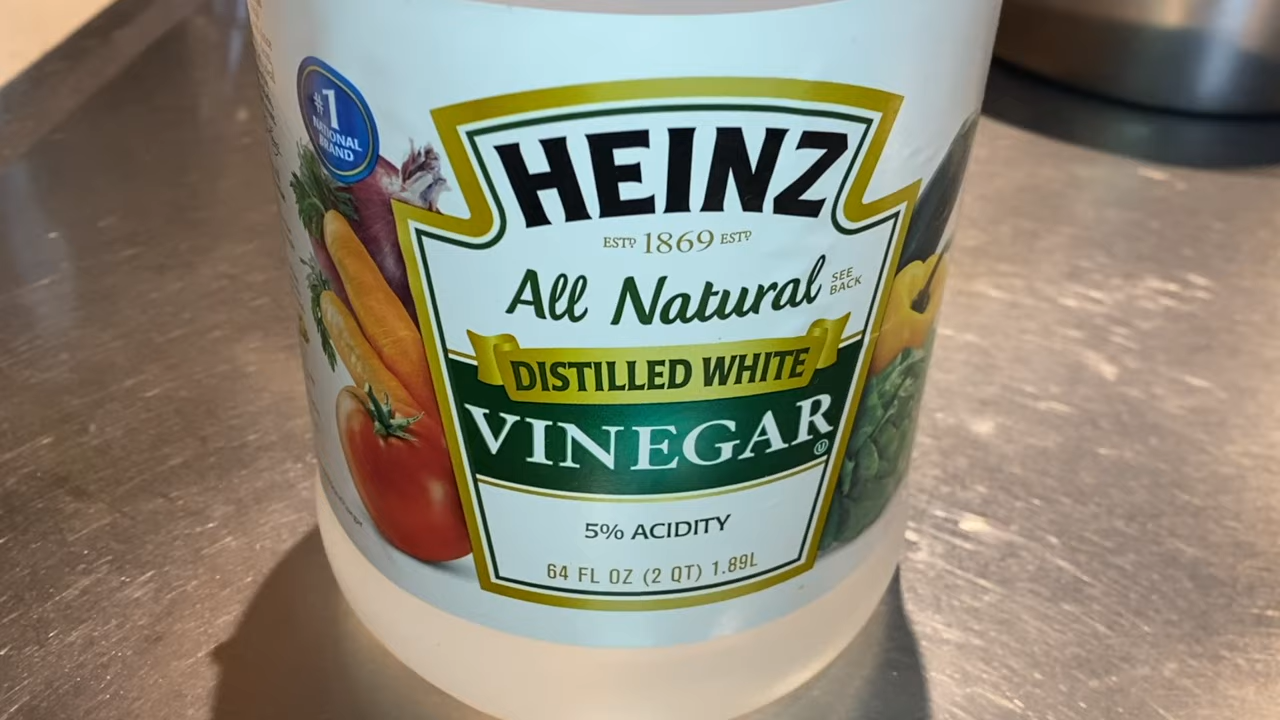 #1
NATIONAL
BRAND
HEINZ
ESTD 1869 ESTD
All Natural SEE
BACK
DISTILLED WHITE
VINEGAR
5% ACIDITY
64 FL OZ (2 QT) 1.89L